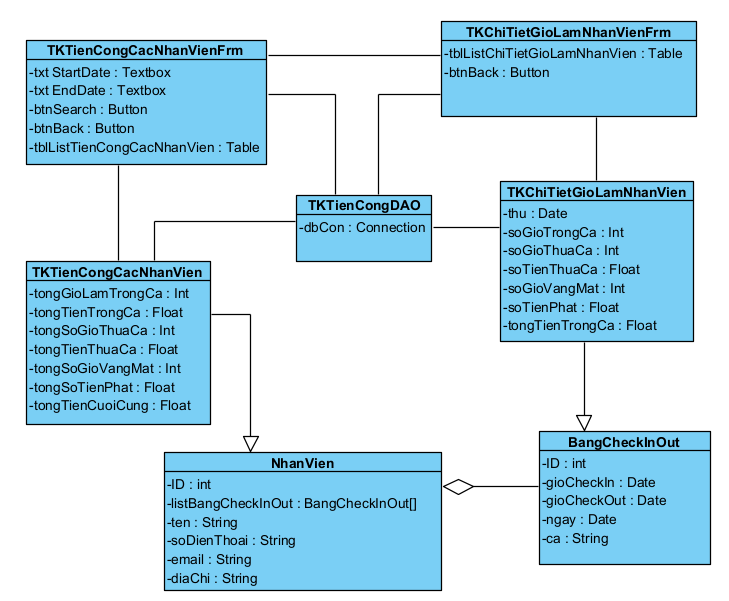 TKTienCongCacNhanVienFrm
-txt StartDate : Textbox
-txt EndDate : Textbox
-btnSearch : Button
-btnBack : Button
-tblListTienCongCacNhanVien : Table
TKChiTietGioLamNhanVienFrm
-tblListChiTietGioLamNhanVien : Table
-btnBack : Button
TKTienCongDAO
-dbCon : Connection
TKChiTietGioLamNhanVien
-thu : Date
-soGioTrongCa : Int
-soGioThuaCa : Int
-soTienThuaCa : Float
-soGioVangMat : Int
-soTienPhat : Float
-tongTienTrongCa : Float
TKTienCongCacNhanVien
-tongGioLamTrongCa : Int
-tongTienTrongCa : Float
-tongSoGioThuaCa : Int
-tongTienThuaCa : Float
-tongSoGioVangMat : Int
-tongSoTienPhat : Float
-tongTienCuoiCung : Float
NhanVien
-ID : int
-listBangCheckInOut : BangCheckInOut[]
-ten : String
-soDienThoai : String
-email : String
-diaChi : String
BangCheckInOut
-ID : int
-gioCheckIn : Date
-gioCheckOut : Date
-ngay : Date
-ca : String